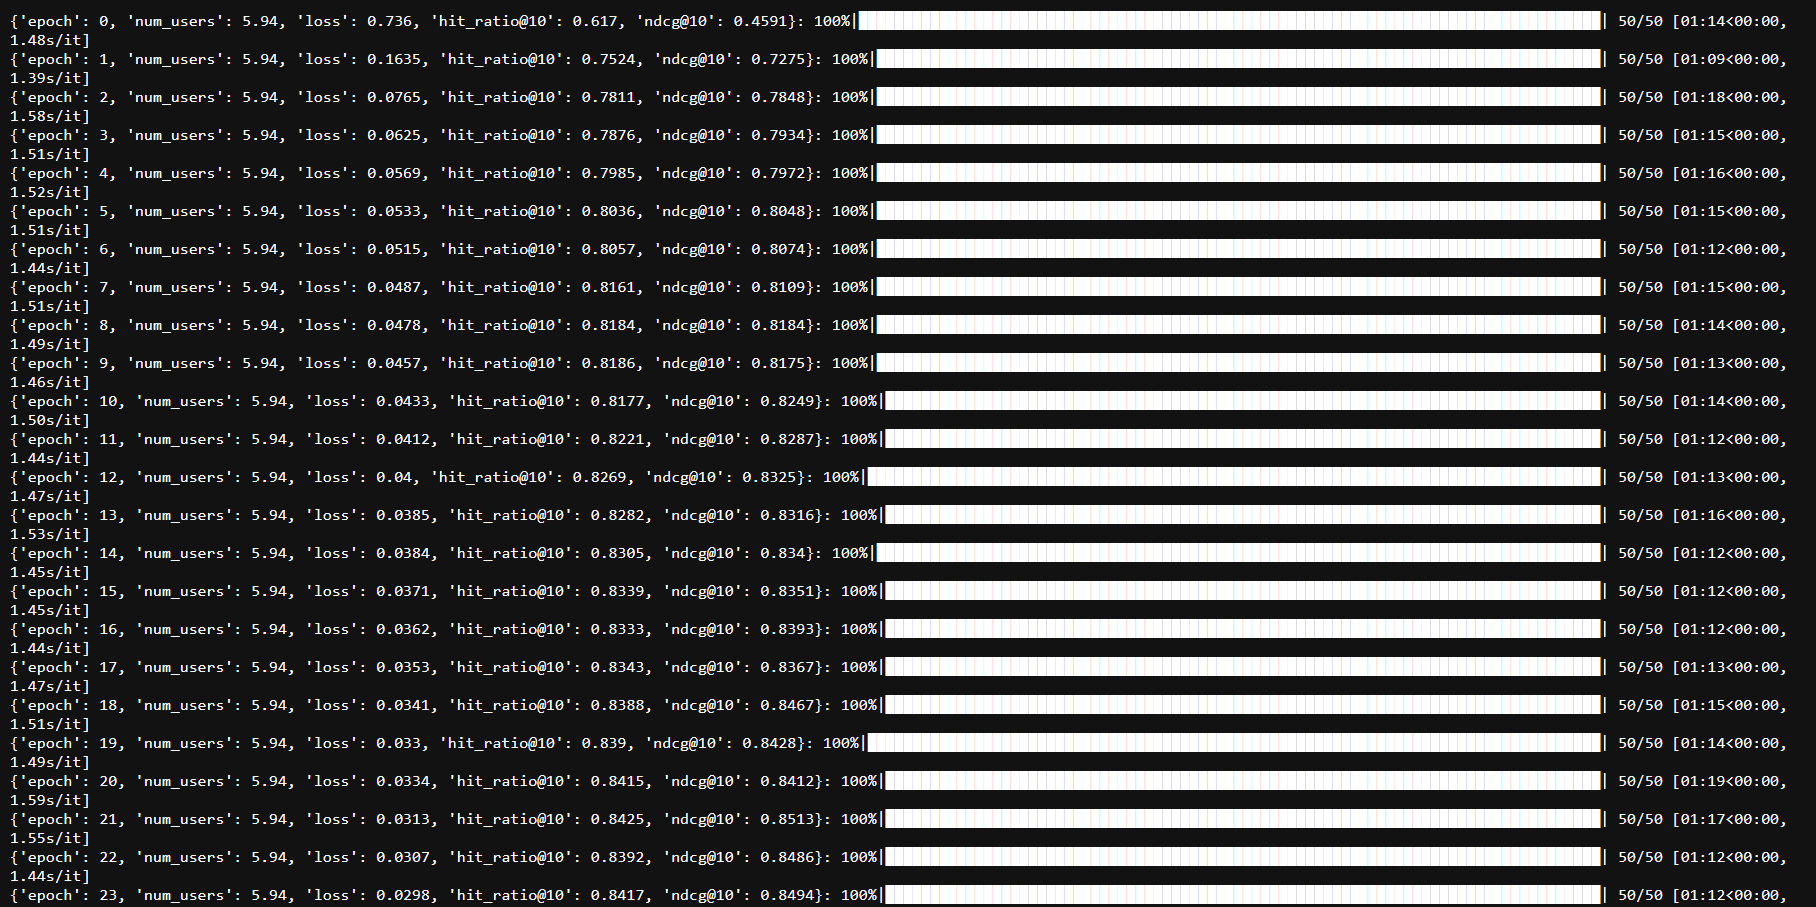 {'epoch': 0, 'num_users': 5.94, 'loss': 0.736, 'hit_ratio@10': 0.617, 'ndcg@10': 0.4591}: 100%|██████████| 50/50 [01:14<00:00,
1.48s/it]
{'epoch': 1, 'num_users': 5.94, 'loss': 0.1635, 'hit_ratio@10': 0.7524, 'ndcg@10': 0.7275}: 100%|██████████| 50/50 [01:09<00:00,
1.39s/it]
{'epoch': 2, 'num_users': 5.94, 'loss': 0.0765, 'hit_ratio@10': 0.7811, 'ndcg@10': 0.7848}: 100%|██████████| 50/50 [01:18<00:00,
1.58s/it]
{'epoch': 3, 'num_users': 5.94, 'loss': 0.0625, 'hit_ratio@10': 0.7876, 'ndcg@10': 0.7934}: 100%|██████████| 50/50 [01:15<00:00,
1.51s/it]
{'epoch': 4, 'num_users': 5.94, 'loss': 0.0569, 'hit_ratio@10': 0.7985, 'ndcg@10': 0.7972}: 100%|██████████| 50/50 [01:16<00:00,
1.52s/it]
{'epoch': 5, 'num_users': 5.94, 'loss': 0.0533, 'hit_ratio@10': 0.8036, 'ndcg@10': 0.8048}: 100%|██████████| 50/50 [01:15<00:00,
1.51s/it]
{'epoch': 6, 'num_users': 5.94, 'loss': 0.0515, 'hit_ratio@10': 0.8057, 'ndcg@10': 0.8074}: 100%|██████████| 50/50 [01:12<00:00,
1.44s/it]
{'epoch': 7, 'num_users': 5.94, 'loss': 0.0487, 'hit_ratio@10': 0.8161, 'ndcg@10': 0.8109}: 100%|██████████| 50/50 [01:15<00:00,
1.51s/it]
{'epoch': 8, 'num_users': 5.94, 'loss': 0.0478, 'hit_ratio@10': 0.8184, 'ndcg@10': 0.8184}: 100%|██████████| 50/50 [01:14<00:00,
1.49s/it]
{'epoch': 9, 'num_users': 5.94, 'loss': 0.0457, 'hit_ratio@10': 0.8186, 'ndcg@10': 0.8175}: 100%|██████████| 50/50 [01:13<00:00,
1.46s/it]
{'epoch': 10, 'num_users': 5.94, 'loss': 0.0433, 'hit_ratio@10': 0.8177, 'ndcg@10': 0.8249}: 100%|██████████| 50/50 [01:14<00:00,
1.50s/it]
{'epoch': 11, 'num_users': 5.94, 'loss': 0.0412, 'hit_ratio@10': 0.8221, 'ndcg@10': 0.8287}: 100%|██████████| 50/50 [01:12<00:00,
1.44s/it]
{'epoch': 12, 'num_users': 5.94, 'loss': 0.04, 'hit_ratio@10': 0.8269, 'ndcg@10': 0.8325}: 100%|██████████| 50/50 [01:13<00:00,
1.47s/it]
{'epoch': 13, 'num_users': 5.94, 'loss': 0.0385, 'hit_ratio@10': 0.8282, 'ndcg@10': 0.8316}: 100%|██████████| 50/50 [01:16<00:00,
1.53s/it]
{'epoch': 14, 'num_users': 5.94, 'loss': 0.0384, 'hit_ratio@10': 0.8305, 'ndcg@10': 0.834}: 100%|██████████| 50/50 [01:12<00:00,
1.45s/it]
{'epoch': 15, 'num_users': 5.94, 'loss': 0.0371, 'hit_ratio@10': 0.8339, 'ndcg@10': 0.8351}: 100%|██████████| 50/50 [01:12<00:00,
1.45s/it]
{'epoch': 16, 'num_users': 5.94, 'loss': 0.0362, 'hit_ratio@10': 0.8333, 'ndcg@10': 0.8393}: 100%|██████████| 50/50 [01:12<00:00,
1.44s/it]
{'epoch': 17, 'num_users': 5.94, 'loss': 0.0353, 'hit_ratio@10': 0.8343, 'ndcg@10': 0.8367}: 100%|██████████| 50/50 [01:13<00:00,
1.47s/it]
{'epoch': 18, 'num_users': 5.94, 'loss': 0.0341, 'hit_ratio@10': 0.8388, 'ndcg@10': 0.8467}: 100%|██████████| 50/50 [01:15<00:00,
1.51s/it]
{'epoch': 19, 'num_users': 5.94, 'loss': 0.033, 'hit_ratio@10': 0.839, 'ndcg@10': 0.8428}: 100%|██████████| 50/50 [01:14<00:00,
1.49s/it]
{'epoch': 20, 'num_users': 5.94, 'loss': 0.0334, 'hit_ratio@10': 0.8415, 'ndcg@10': 0.8412}: 100%|██████████| 50/50 [01:19<00:00,
1.59s/it]
{'epoch': 21, 'num_users': 5.94, 'loss': 0.0313, 'hit_ratio@10': 0.8425, 'ndcg@10': 0.8513}: 100%|██████████| 50/50 [01:17<00:00,
1.55s/it]
{'epoch': 22, 'num_users': 5.94, 'loss': 0.0307, 'hit_ratio@10': 0.8392, 'ndcg@10': 0.8486}: 100%|██████████| 50/50 [01:12<00:00,
1.44s/it]
{'epoch': 23, 'num_users': 5.94, 'loss': 0.0298, 'hit_ratio@10': 0.8417, 'ndcg@10': 0.8494}: 100%|██████████| 50/50 [01:12<00:00,